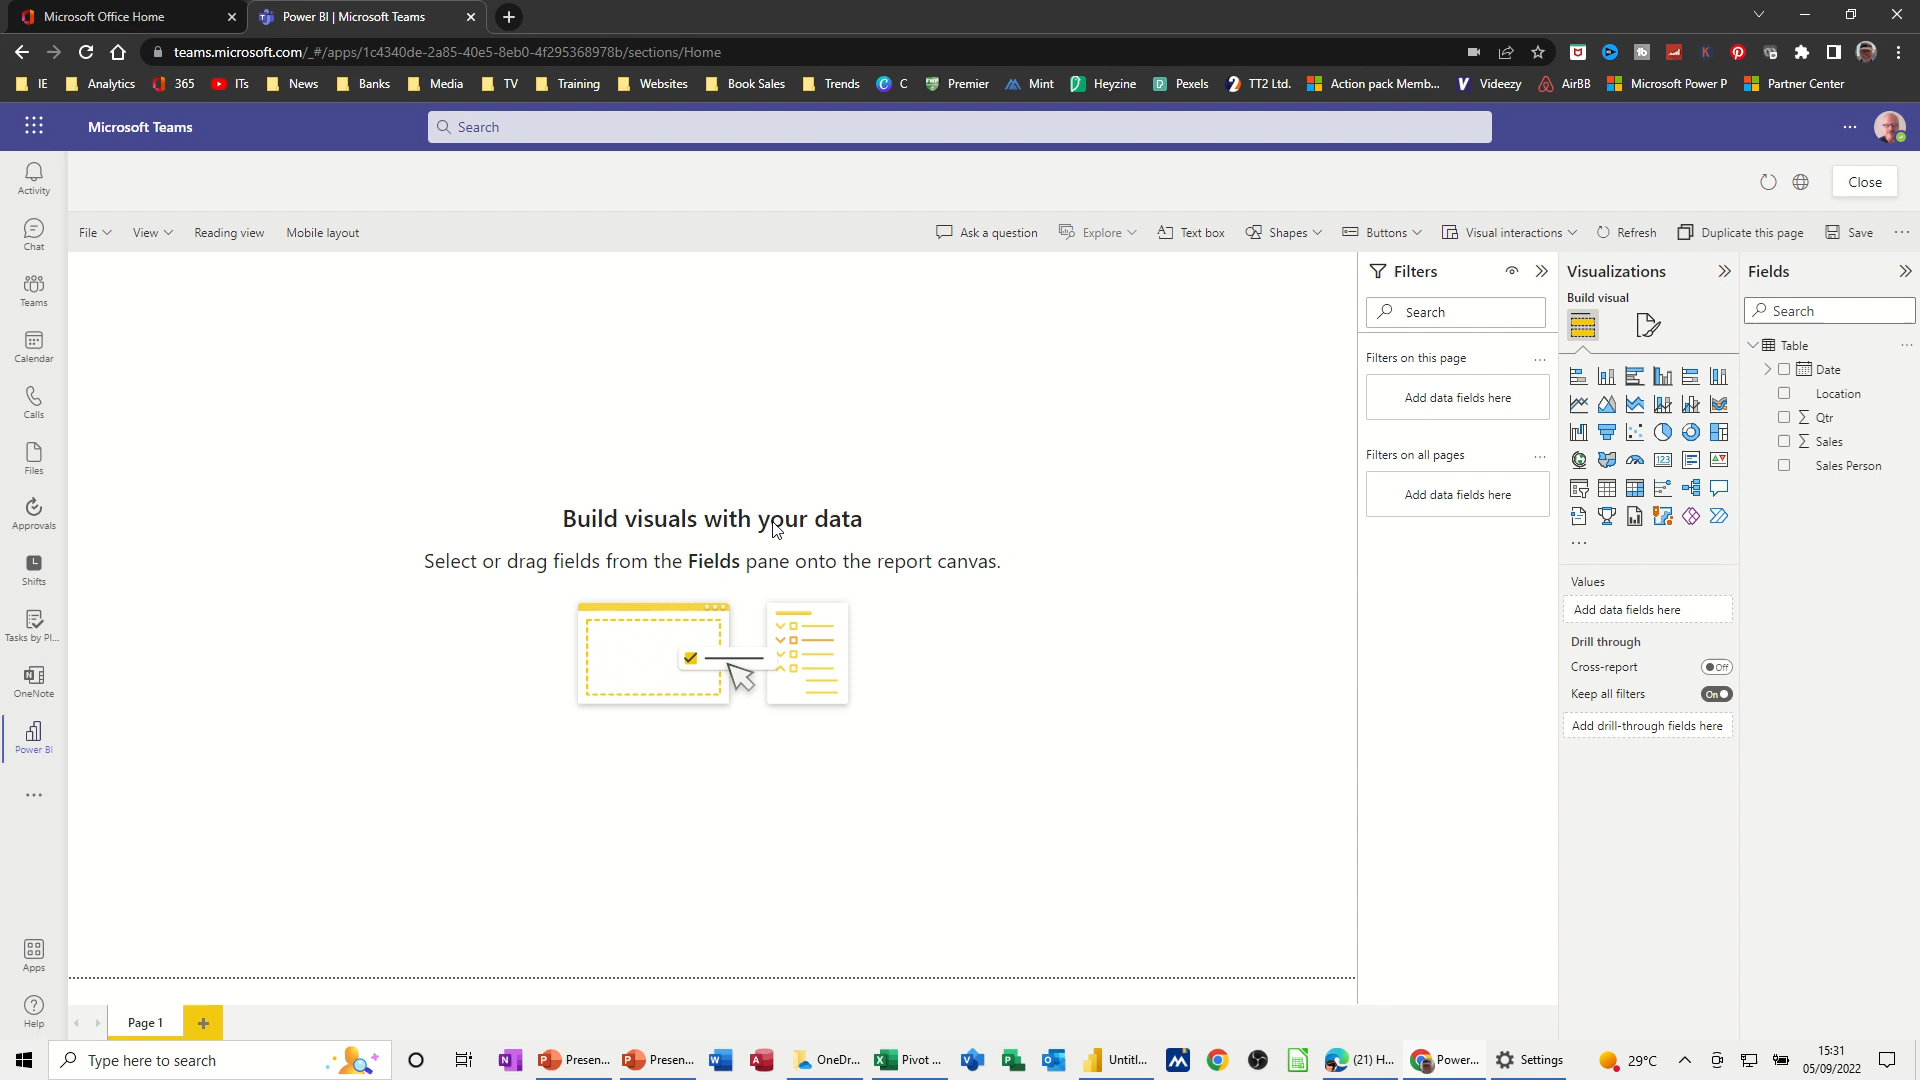 Microsoft Office Home
Power BI | Microsoft Teams
teams.microsoft.com/_#/apps/1c4340de-2a85-40e5-8eb0-4f295368978b/sections/Home
IE
Analytics
365
ITs
News
Banks
Media
TV
Training
Websites
Book Sales
Trends
C
Premier
Mint
Heyzine
Pexels
TT2 Ltd.
Action pack Memb...
Videezy
AirBB
Microsoft Power P
Partner Center
Microsoft Teams
Search
Activity
Chat
Teams
Calendar
Calls
Files
Approvals
Shifts
Tasks by Pl...
OneNote
Power BI
Apps
Help
Close
File
View
Reading view
Mobile layout
Ask a question
Explore
Text box
Shapes
Buttons
Visual interactions
Refresh
Duplicate this page
Save
Build visuals with your data
Select or drag fields from the Fields pane onto the report canvas.
Filters
Search
Filters on this page
Add data fields here
Filters on all pages
Add data fields here
Visualizations
Build visual
123
Values
Add data fields here
Drill through
Cross-report
Off
Keep all filters
On
Add drill-through fields here
Fields
Search
Table
Date
Location
Qtr
Sales
Sales Person
Page 1
Type here to search
Presen...
Presen...
OneDr...
Pivot ...
Untitl...
(21) H...
Power...
Settings
29°C
15:31
05/09/2022